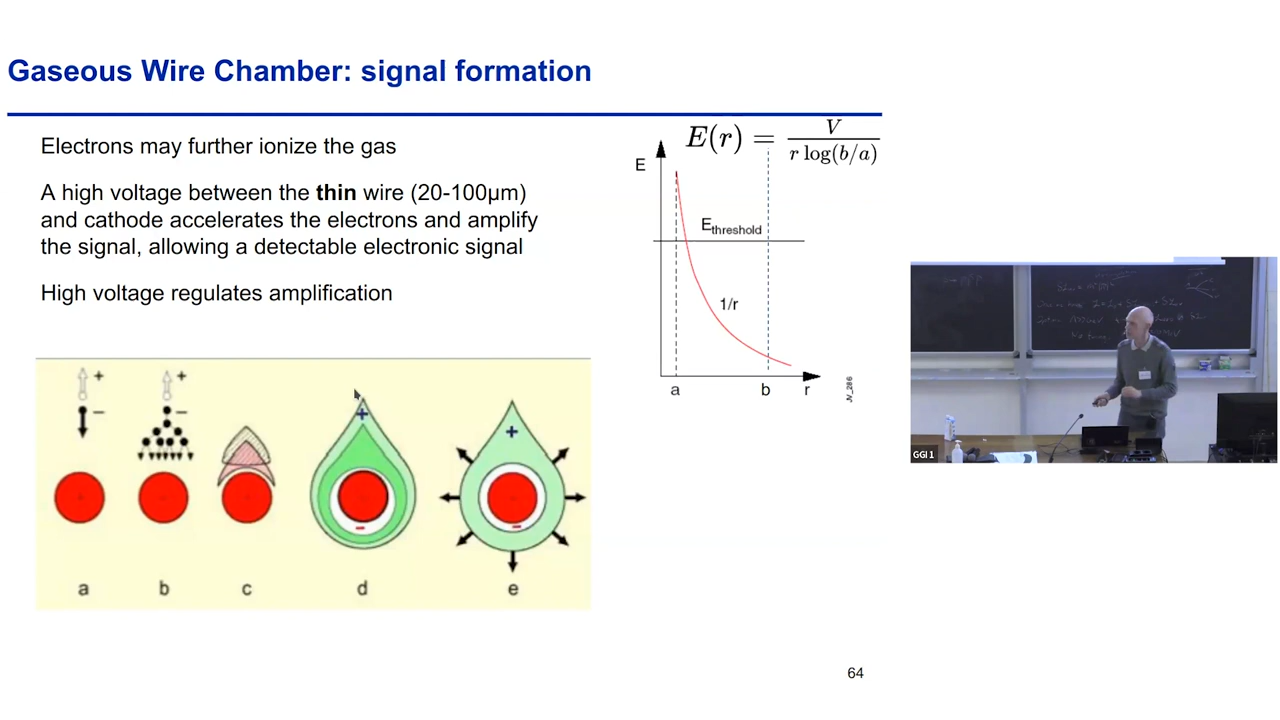 Gaseous Wire Chamber: signal formation
Electrons may further ionize the gas
A high voltage between the thin wire (20-100µm)
and cathode accelerates the electrons and amplify
the signal, allowing a detectable electronic signal
High voltage regulates amplification
E(r) = V / r log(b/a)
E
E threshold
1/r
a b r
JV_286
+ + 
− −
+ +
− −
a b c d e
GGI 1
64